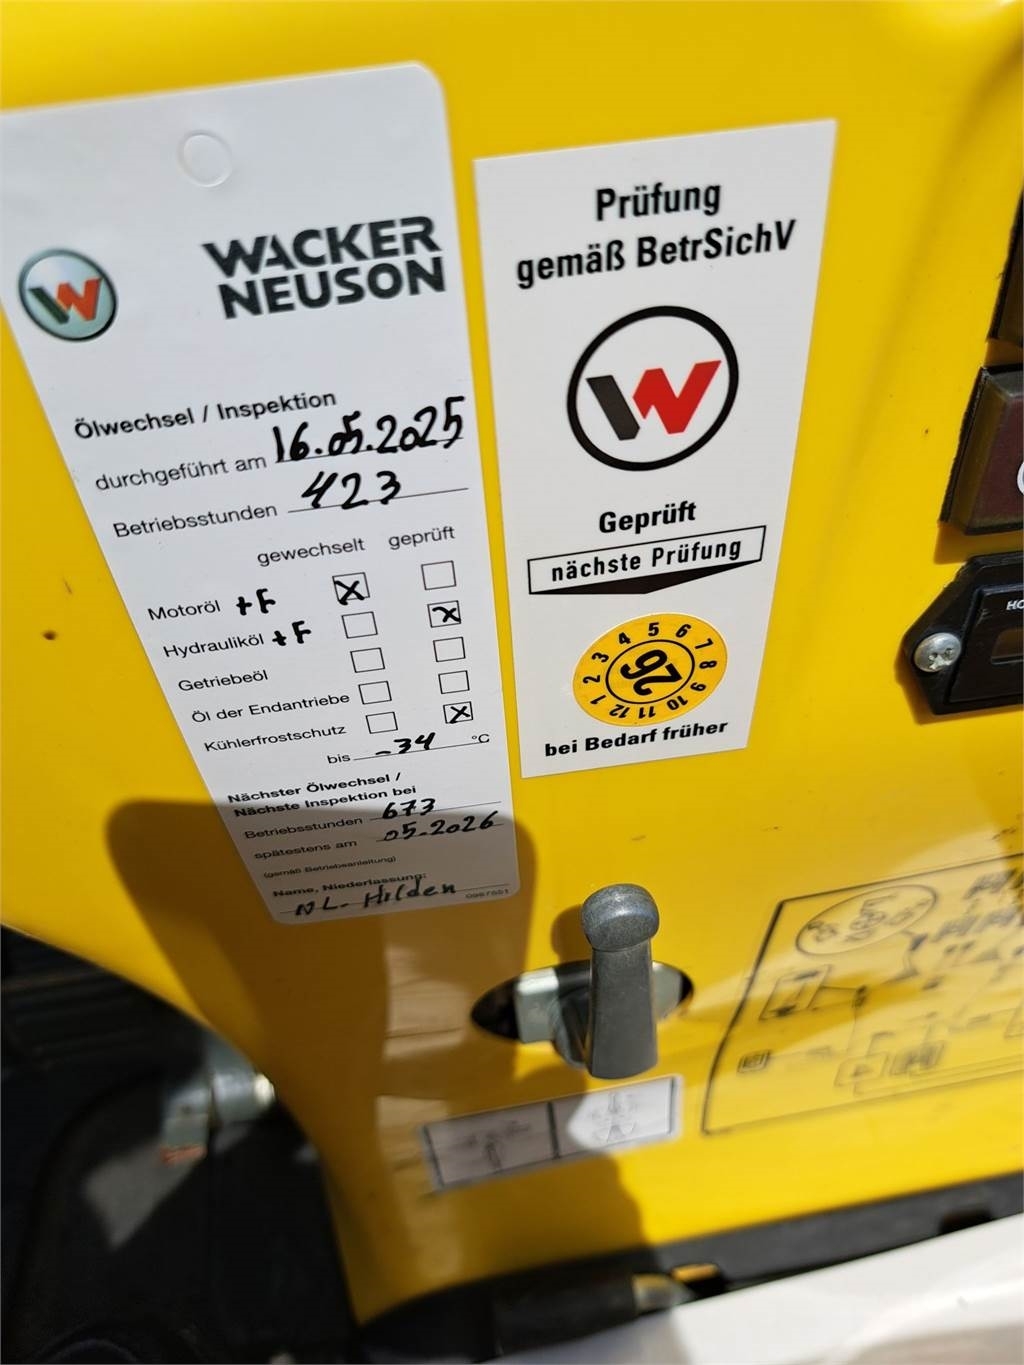 WACKER
NEUSON
Ölwechsel / Inspektion
durchgeführt am 16.05.2025
Betriebsstunden 423
gewechselt geprüft
Motoröl +F X
Hydrauliköl +F X
Getriebeöl
Öl der Endantriebe
Kühlerfrostschutz X
bis -34 °C
Nächster Ölwechsel /
Nächste Inspektion bei
Betriebsstunden 673
spätestens am 05.2026
(gemäß Betriebsanleitung)
Name, Niederlassung:
NL. Hilden 0987551
Prüfung
gemäß BetrSichV
W
Geprüft
nächste Prüfung
1 2 3 4 5 6 7 8 9 10 11 12
26
bei Bedarf früher
HO